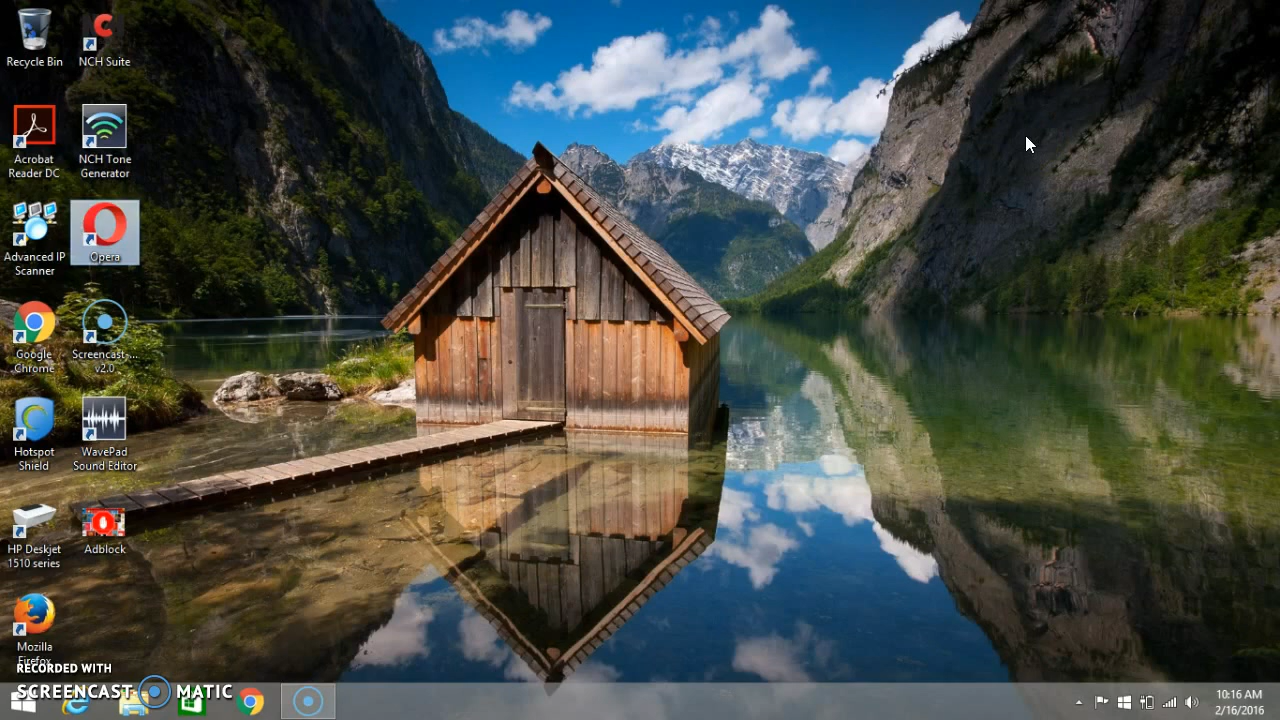 Recycle Bin
NCH Suite
Acrobat
Reader DC
NCH Tone
Generator
Advanced IP
Scanner
Opera
Google
Chrome
Screencast-...
v2.0
Hotspot
Shield
WavePad
Sound Editor
HP Deskjet
1510 series
Adblock
Mozilla
Firefox
RECORDED WITH
SCREENCAST MATIC
10:16 AM
2/16/2016